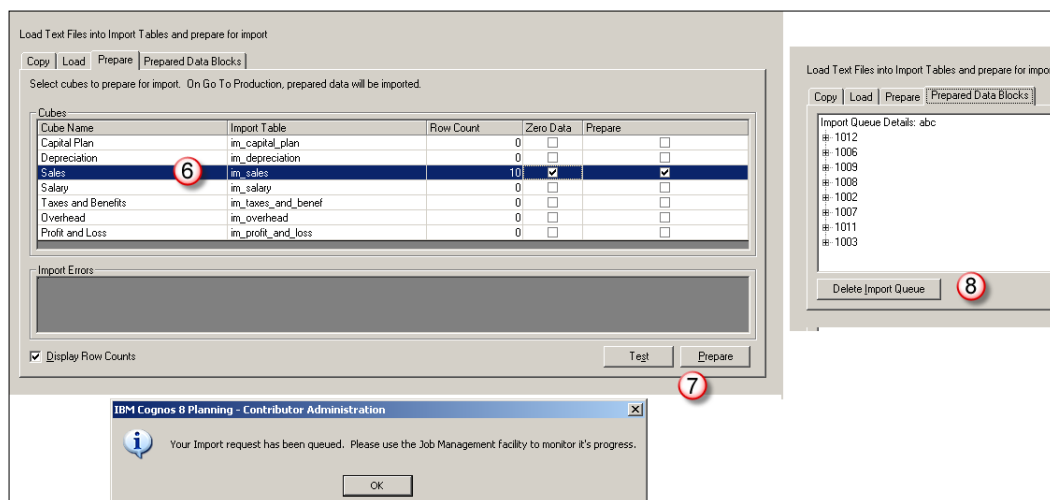 Load Text Files into Import Tables and prepare for import
Copy Load Prepare Prepared Data Blocks
Select cubes to prepare for import. On Go To Production, prepared data will be imported.
Cubes
Cube Name Import Table Row Count Zero Data Prepare
Capital Plan im_capital_plan 0
Depreciation im_depreciation 0
Sales 6 im_sales 10
Salary im_salary 0
Taxes and Benefits im_taxes_and_benef 0
Overhead im_overhead 0
Profit and Loss im_profit_and_loss 0
Import Errors
Display Row Counts Test Prepare
7
IBM Cognos 8 Planning - Contributor Administration
Your Import request has been queued. Please use the Job Management facility to monitor it's progress.
OK
Load Text Files into Import Tables and prepare for impor
Copy Load Prepare Prepared Data Blocks
Import Queue Details: abc
1012
1006
1009
1008
1002
1007
1011
1003
Delete Import Queue 8